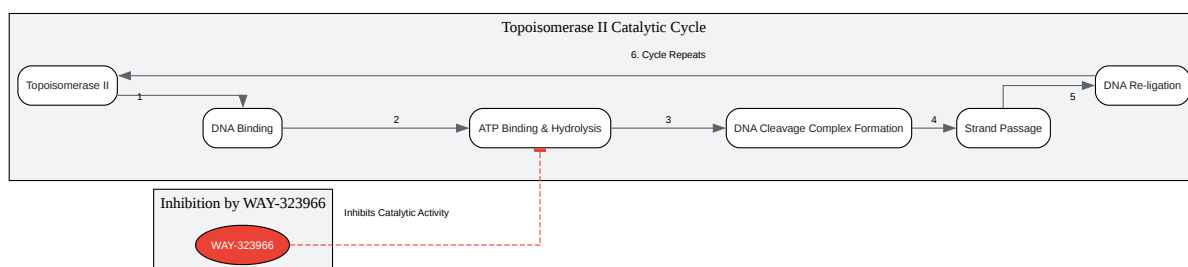 Topoisomerase II Catalytic Cycle
6. Cycle Repeats
Topoisomerase II
DNA Re-ligation
1
5
DNA Binding
2
ATP Binding & Hydrolysis
3
DNA Cleavage Complex Formation
4
Strand Passage
Inhibition by WAY-323966
Inhibits Catalytic Activity
WAY-323966